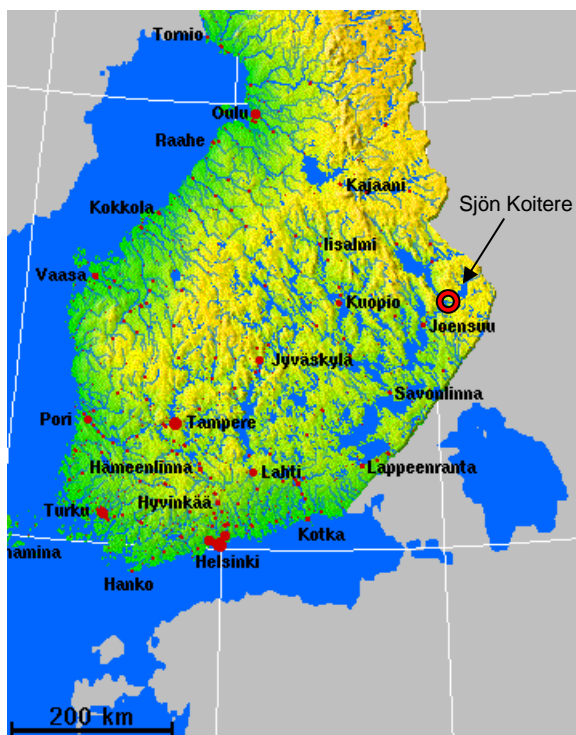 Tornio
Oulu
Raahe
Kajaani
Sjön Koitere
Kokkola
Iisalmi
Vaasa
Kuopio
Joensuu
Jyväskylä
Savonlinna
Pori
Tampere
Hämeenlinna
Lahti
Lappeenranta
Hyvinkää
Turku
Kotka
hamina
Helsinki
Hanko
200 km